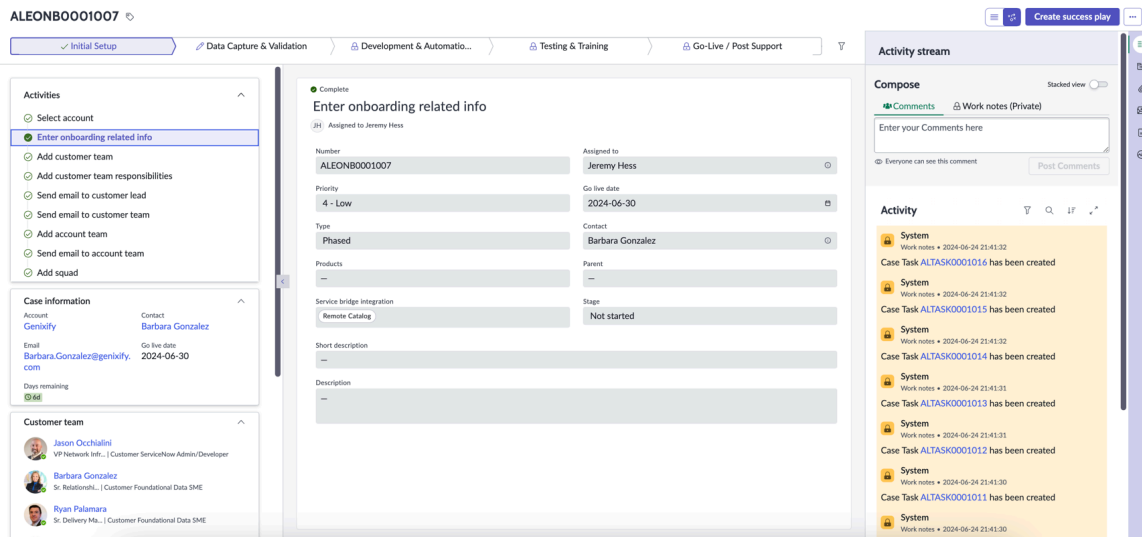 ALEONB0001007
Create success play
Initial Setup
Data Capture & Validation
Development & Automatio...
Testing & Training
Go-Live / Post Support
Activities
Select account
Enter onboarding related info
Add customer team
Add customer team responsibilities
Send email to customer lead
Send email to customer team
Add account team
Send email to account team
Add squad
Case information
Account
Contact
Genixify
Barbara Gonzalez
Email
Go live date
Barbara.Gonzalez@genixify.
com
2024-06-30
Days remaining
6d
Customer team
Jason Occhialini
VP Network Infr... | Customer ServiceNow Admin/Developer
Barbara Gonzalez
Sr. Relationshi... | Customer Foundational Data SME
Ryan Palamara
Sr. Delivery Ma... | Customer Foundational Data SME
Complete
Enter onboarding related info
JH Assigned to Jeremy Hess
Number
ALEONB0001007
Assigned to
Jeremy Hess
Priority
4 - Low
Go live date
2024-06-30
Type
Phased
Contact
Barbara Gonzalez
Products
—
Parent
—
Service bridge integration
Remote Catalog
Stage
Not started
Short description
—
Description
—
Activity stream
Compose
Stacked view
Comments
Work notes (Private)
Enter your Comments here
Everyone can see this comment
Post Comments
Activity
System
Work notes • 2024-06-24 21:41:32
Case Task ALTASK0001016 has been created
System
Work notes • 2024-06-24 21:41:32
Case Task ALTASK0001015 has been created
System
Work notes • 2024-06-24 21:41:32
Case Task ALTASK0001014 has been created
System
Work notes • 2024-06-24 21:41:31
Case Task ALTASK0001013 has been created
System
Work notes • 2024-06-24 21:41:31
Case Task ALTASK0001012 has been created
System
Work notes • 2024-06-24 21:41:30
Case Task ALTASK0001011 has been created
System
Work notes • 2024-06-24 21:41:30